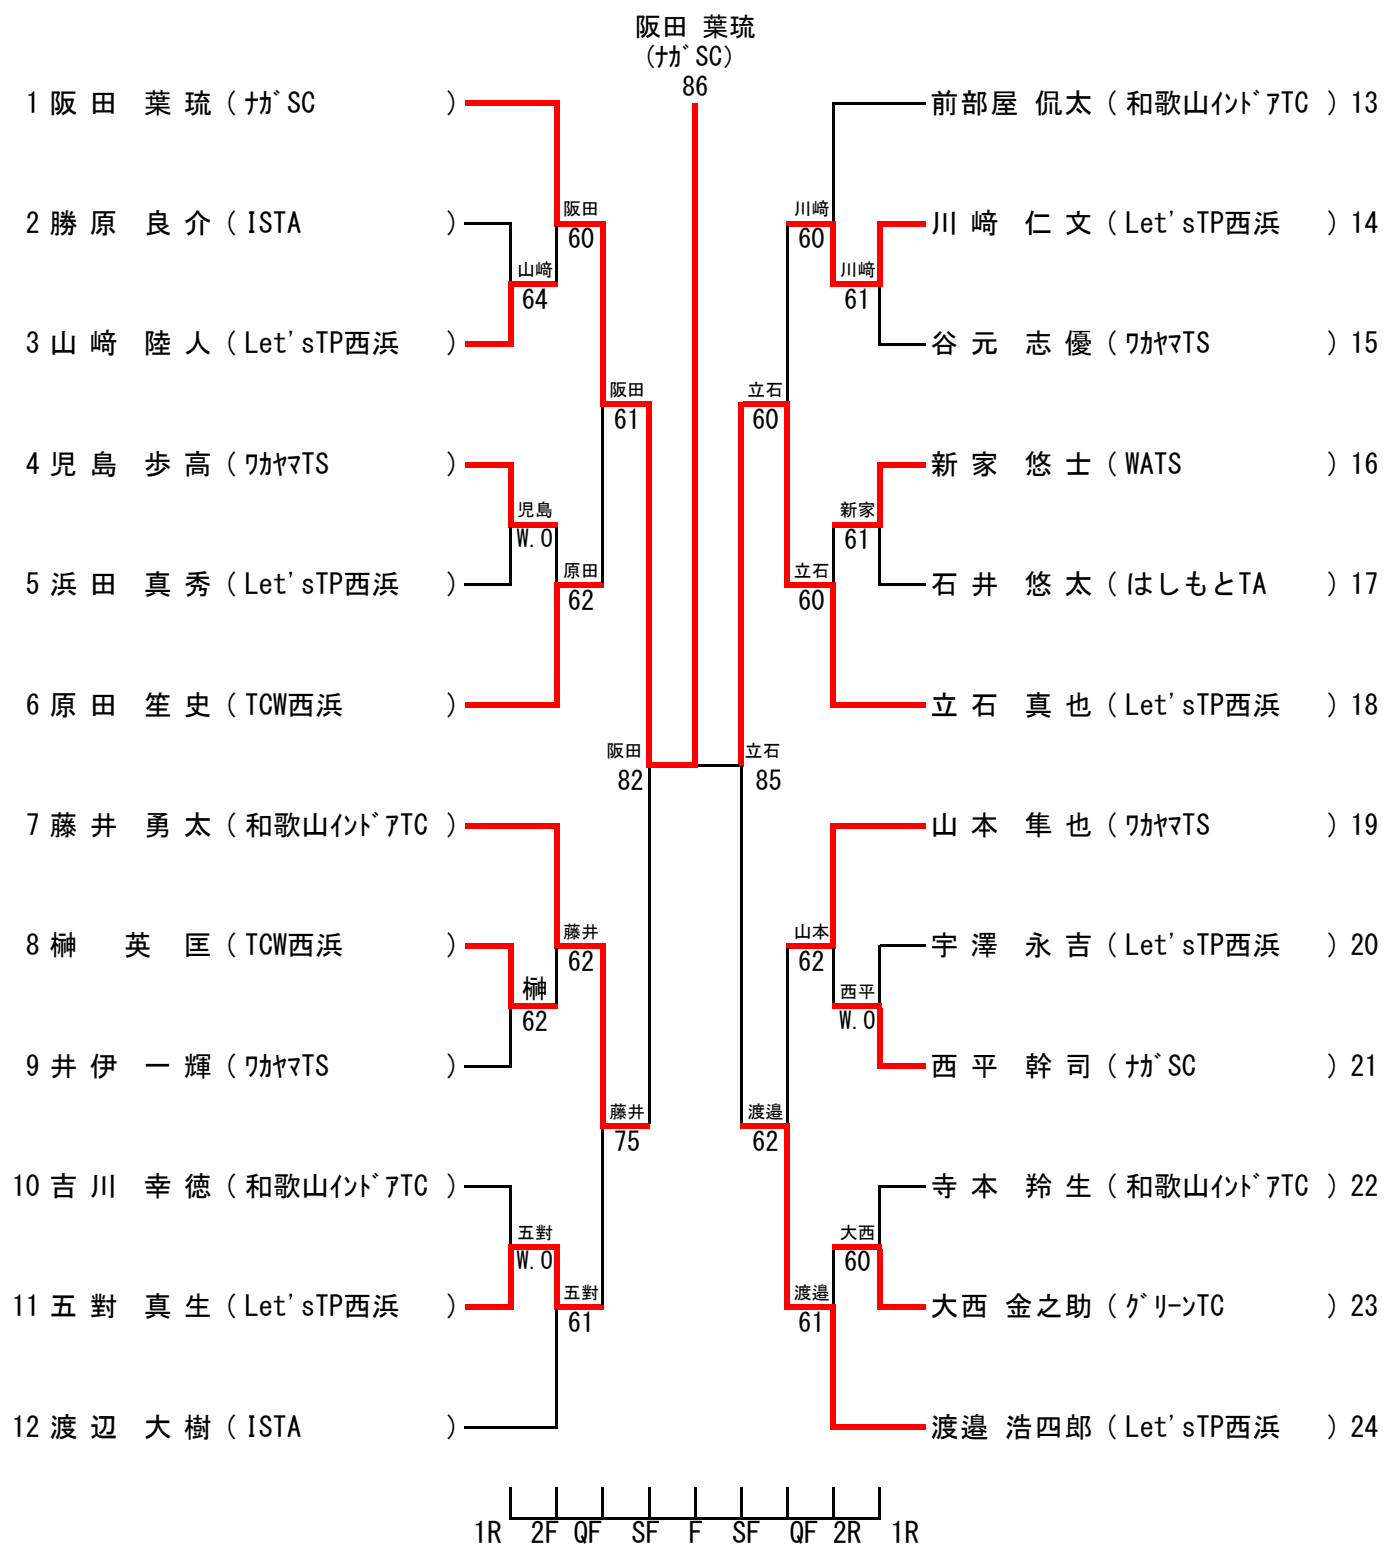 阪田 葉琉
(ﾅｶﾞSC)
86
1 阪 田 葉 琉 ( ﾅｶﾞSC )
前部屋 侃太 ( 和歌山ｲﾝﾄﾞｱTC ) 13
2 勝 原 良 介 ( ISTA )
阪田
60
川﨑
60
川 﨑 仁 文 ( Let'sTP西浜 ) 14
山﨑
64
川﨑
61
3 山 﨑 陸 人 ( Let'sTP西浜 )
谷 元 志 優 ( ﾜｶﾔﾏTS ) 15
阪田
61
立石
60
4 児 島 歩 高 ( ﾜｶﾔﾏTS )
新 家 悠 士 ( WATS ) 16
児島
W.O
新家
61
5 浜 田 真 秀 ( Let'sTP西浜 )
原田
62
立石
60
石 井 悠 太 ( はしもとTA ) 17
6 原 田 笙 史 ( TCW西浜 )
立 石 真 也 ( Let'sTP西浜 ) 18
阪田
82
立石
85
7 藤 井 勇 太 ( 和歌山ｲﾝﾄﾞｱTC )
山 本 隼 也 ( ﾜｶﾔﾏTS ) 19
8 榊 英 匡 ( TCW西浜 )
藤井
62
山本
62
宇 澤 永 吉 ( Let'sTP西浜 ) 20
榊
62
西平
W.O
9 井 伊 一 輝 ( ﾜｶﾔﾏTS )
西 平 幹 司 ( ﾅｶﾞSC ) 21
藤井
75
渡邉
62
10 吉 川 幸 徳 ( 和歌山ｲﾝﾄﾞｱTC )
寺 本 羚 生 ( 和歌山ｲﾝﾄﾞｱTC ) 22
五對
W.O
大西
60
11 五 對 真 生 ( Let'sTP西浜 )
五對
61
渡邉
61
大西 金之助 ( ｸﾞﾘｰﾝTC ) 23
12 渡 辺 大 樹 ( ISTA )
渡邉 浩四郎 ( Let'sTP西浜 ) 24
1R 2F QF SF F SF QF 2R 1R